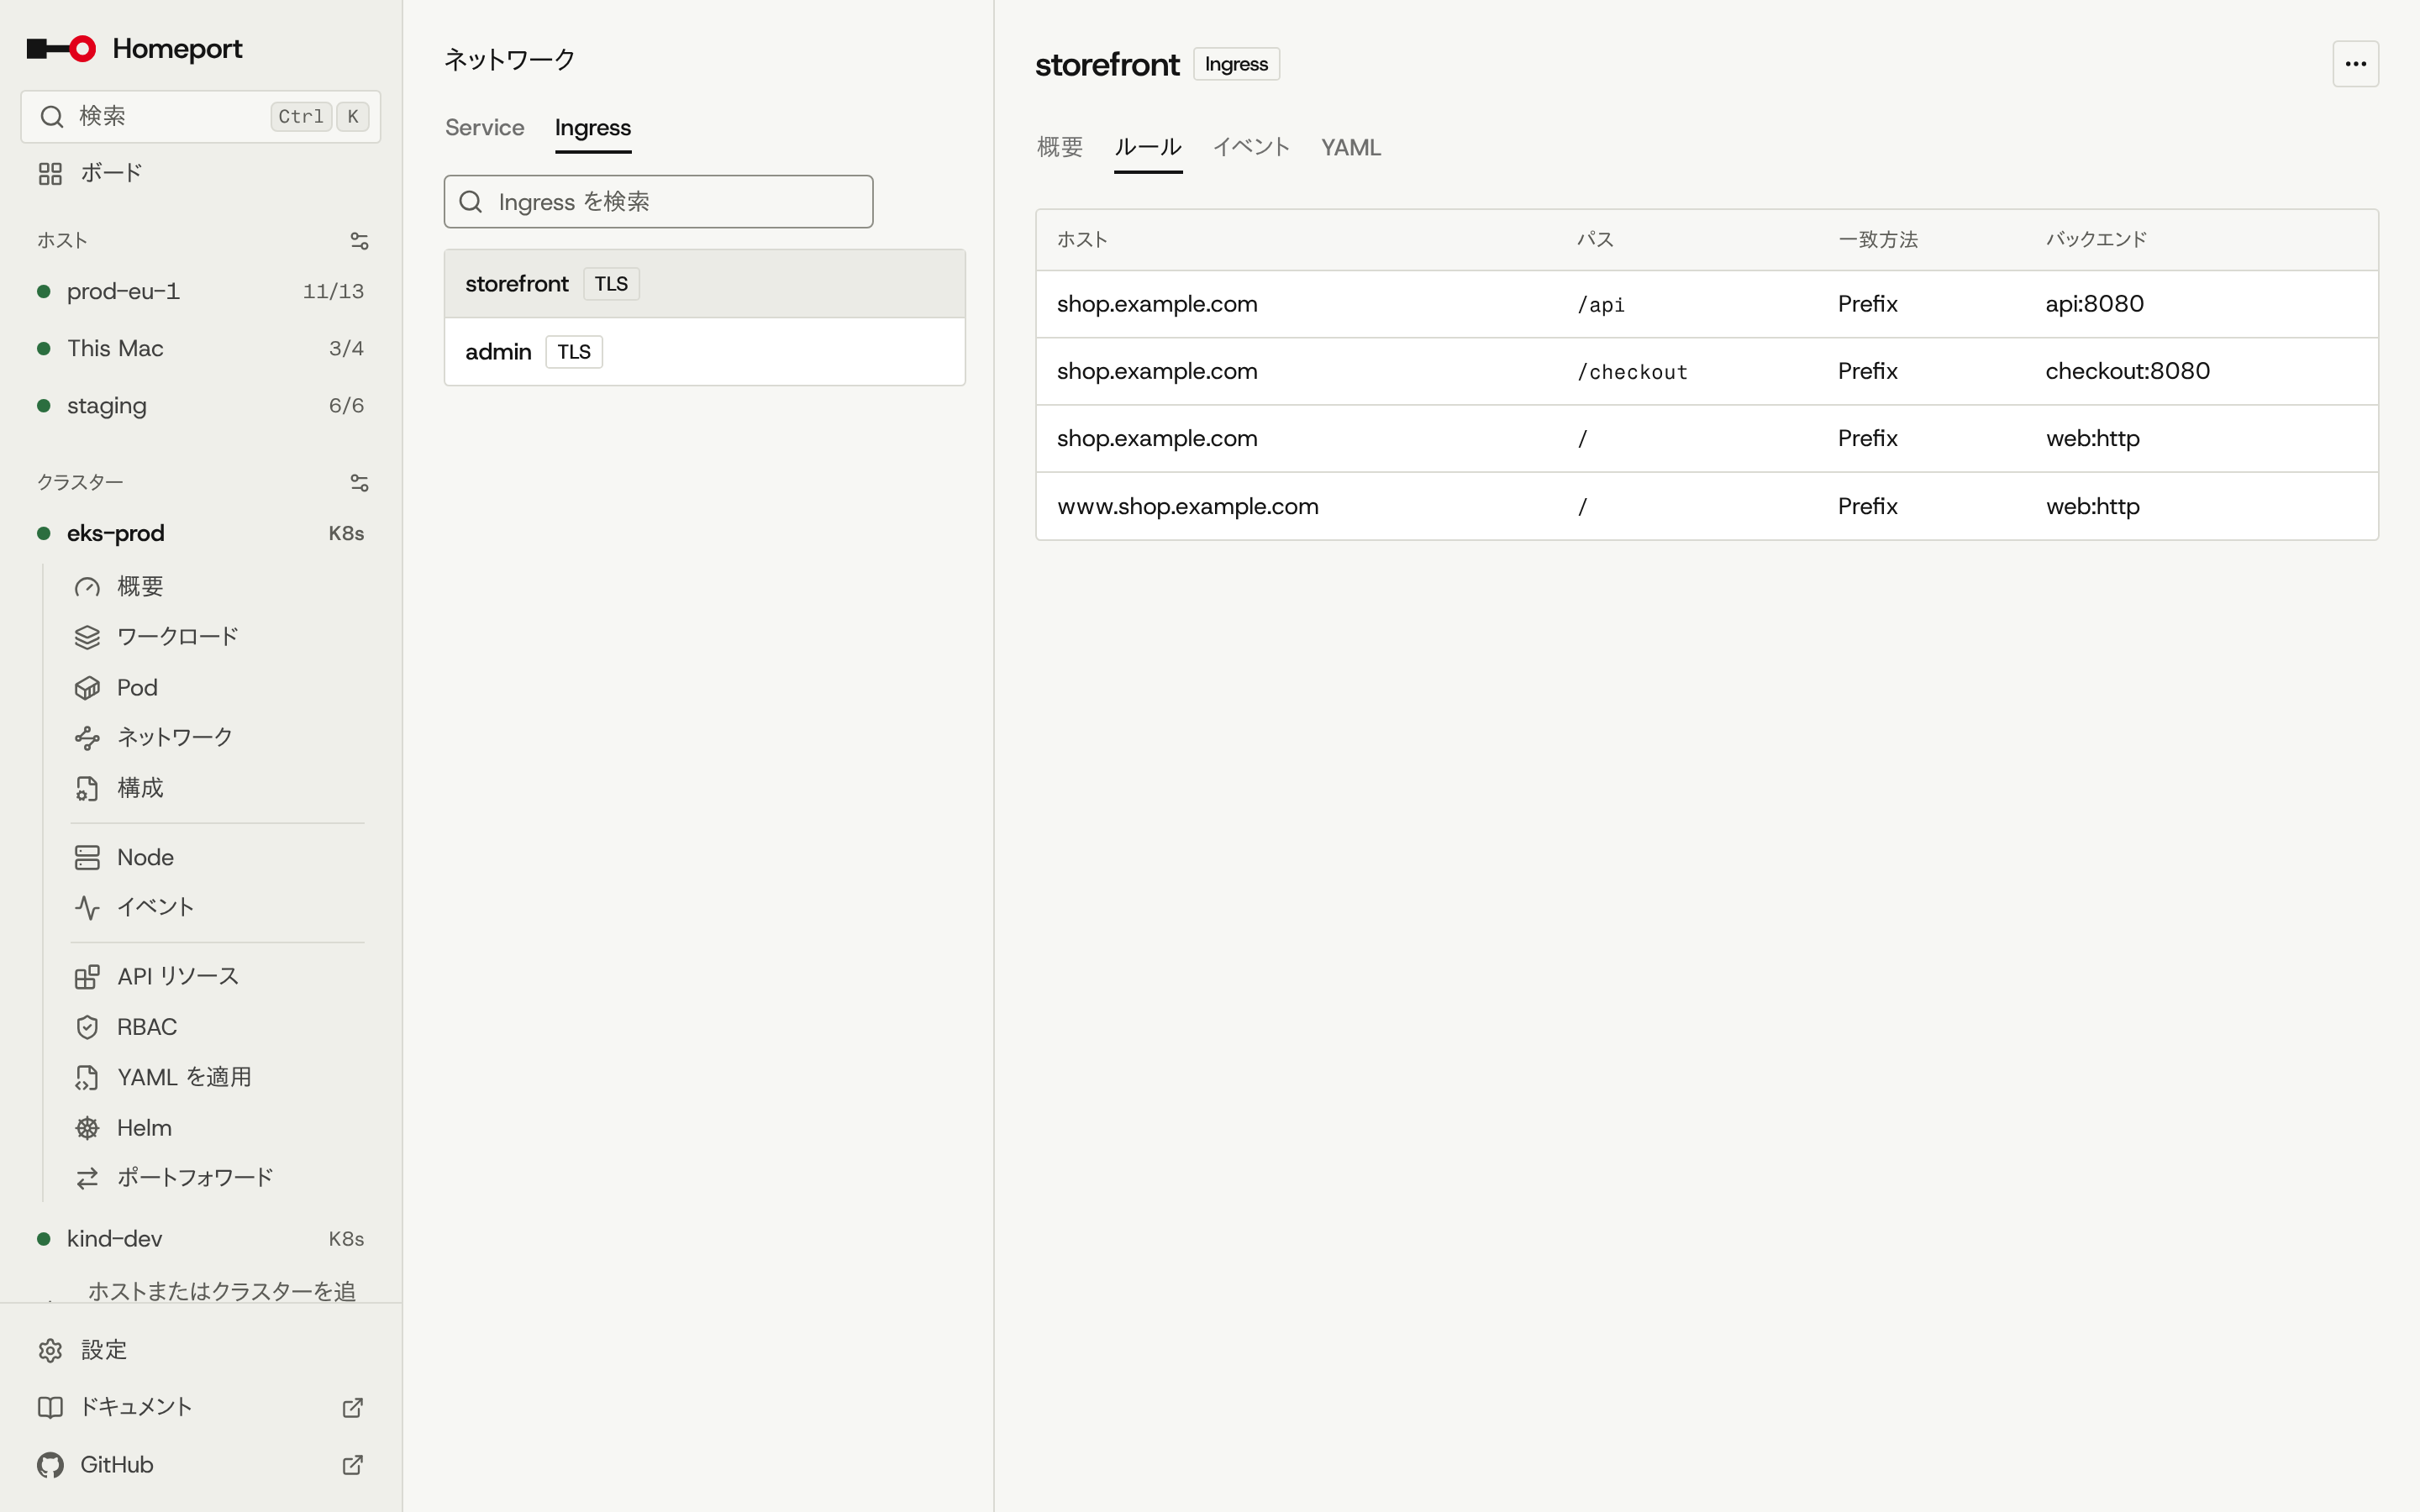 Homeport
検索 Ctrl K
ボード
ホスト
prod-eu-1 11/13
This Mac 3/4
staging 6/6
クラスター
eks-prod K8s
概要
ワークロード
Pod
ネットワーク
構成
Node
イベント
API リソース
RBAC
YAML を適用
Helm
ポートフォワード
kind-dev K8s
ホストまたはクラスターを追
設定
ドキュメント
GitHub
ネットワーク
Service Ingress
Ingress を検索
storefront TLS
admin TLS
storefront Ingress
概要 ルール イベント YAML
ホスト パス 一致方法 バックエンド
shop.example.com /api Prefix api:8080
shop.example.com /checkout Prefix checkout:8080
shop.example.com / Prefix web:http
www.shop.example.com / Prefix web:http